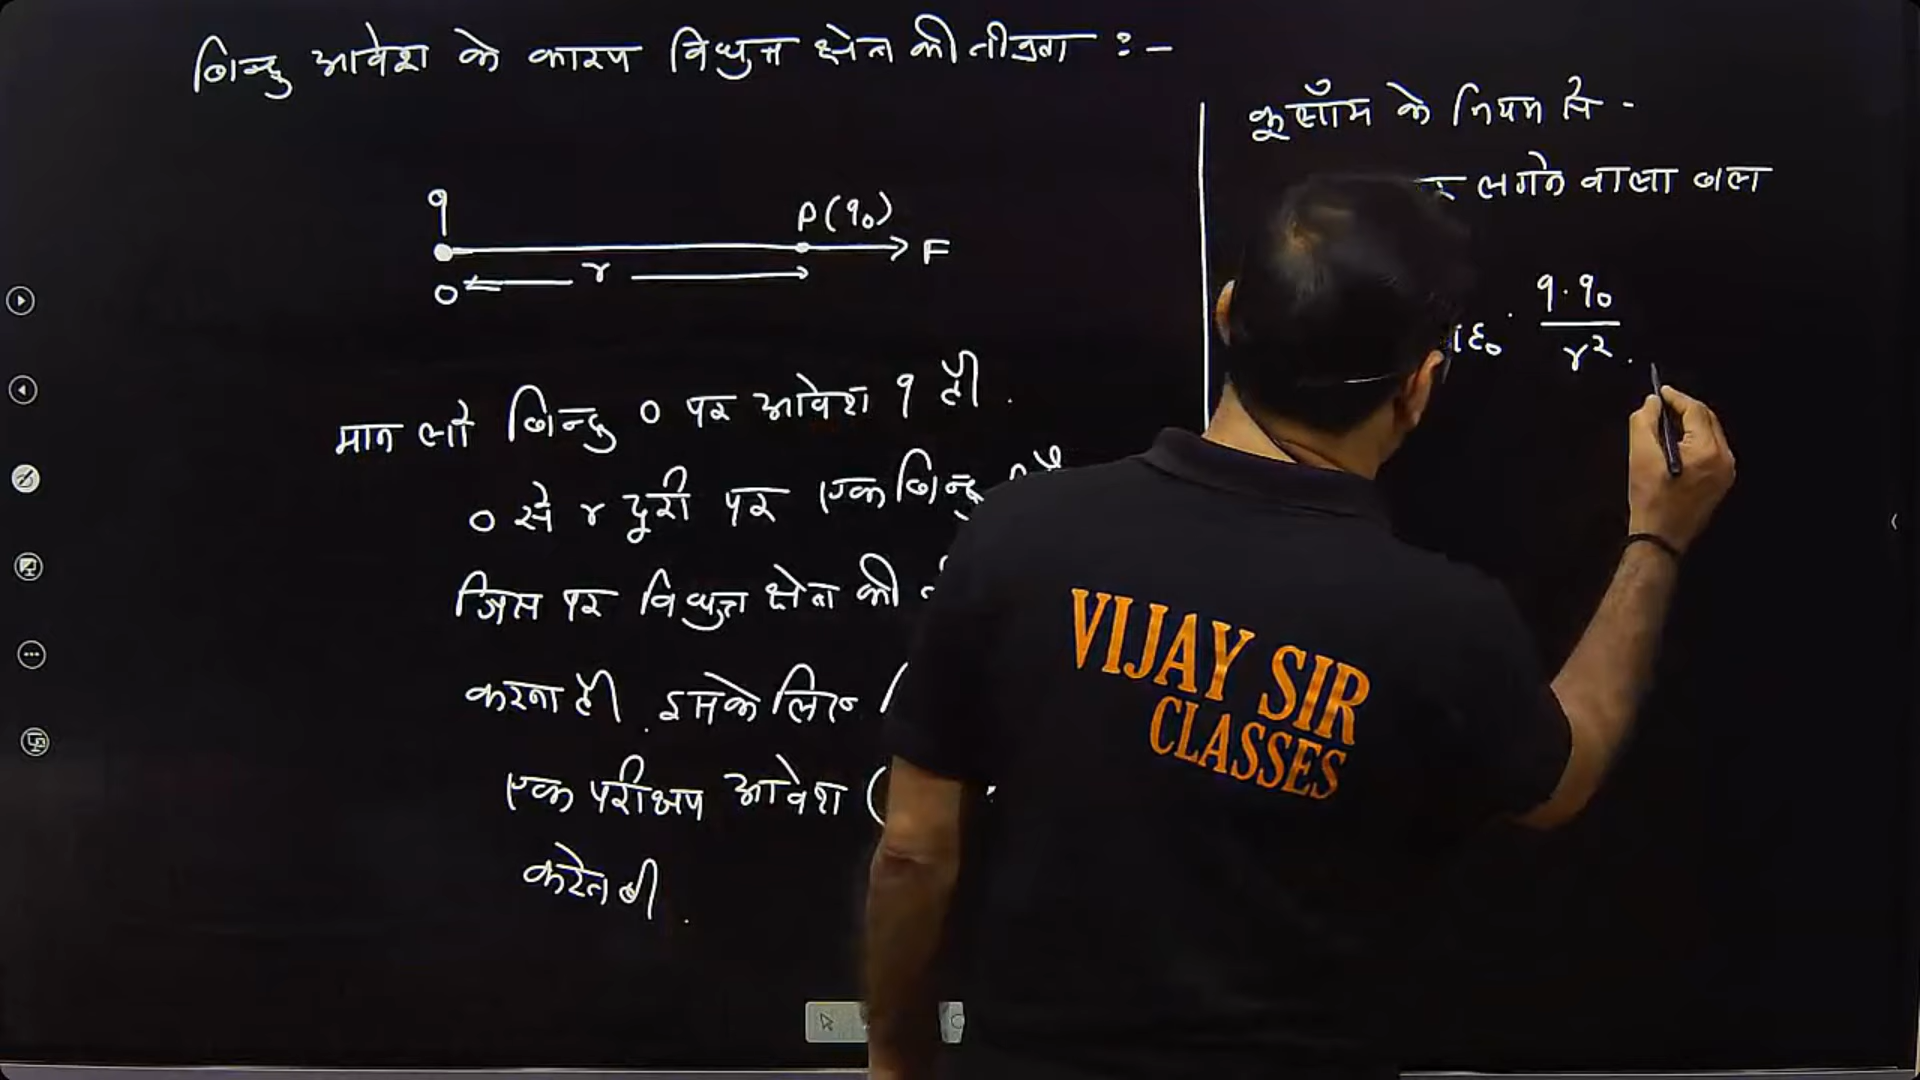 बिन्दु आवेश के कारण विद्युत क्षेत्र की तीव्रता :-
q
P(q₀)
F
r
O
मान लो बिन्दु O पर आवेश q है।
O से r दूरी पर एक बिन्दु
जिस पर विद्युत क्षेत्र की
करना है। इसके लिए
एक परीक्षण आवेश (
करते है।
कूलॉम के नियम से -
लगने वाला बल
ε₀ · q·q₀ / r²
VIJAY SIR
CLASSES